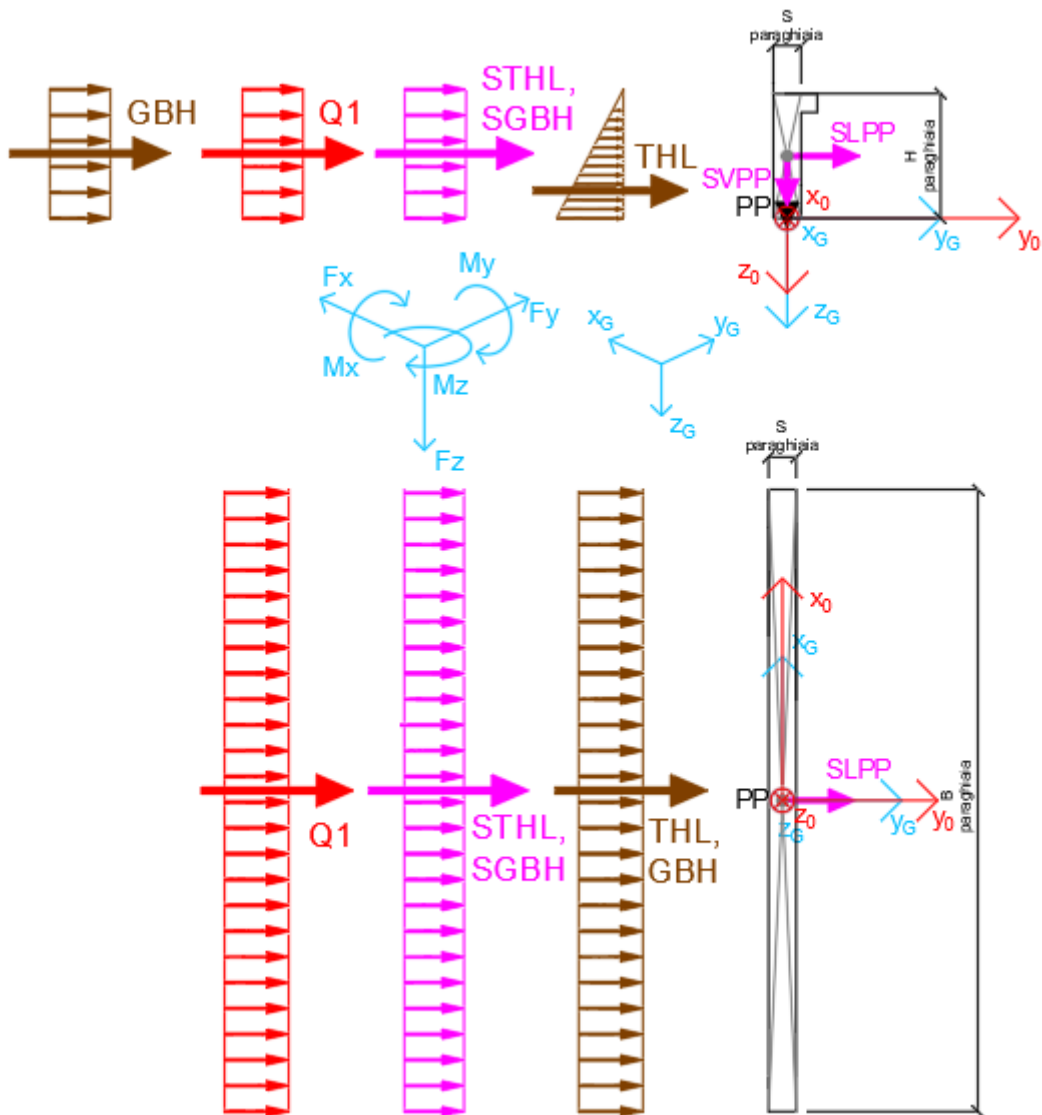 S
paraghiaia
GBH
Q1
STHL,
SGBH
THL
SLPP
SVPP
H
paraghiaia
PP
x0
xG
yG
y0
z0
zG
Fx
My
Fy
Mx
Mz
Fz
xG
yG
zG
S
paraghiaia
x0
xG
SLPP
PP
z0
zG
yG
y0
B
paraghiaia
Q1
STHL,
SGBH
THL,
GBH